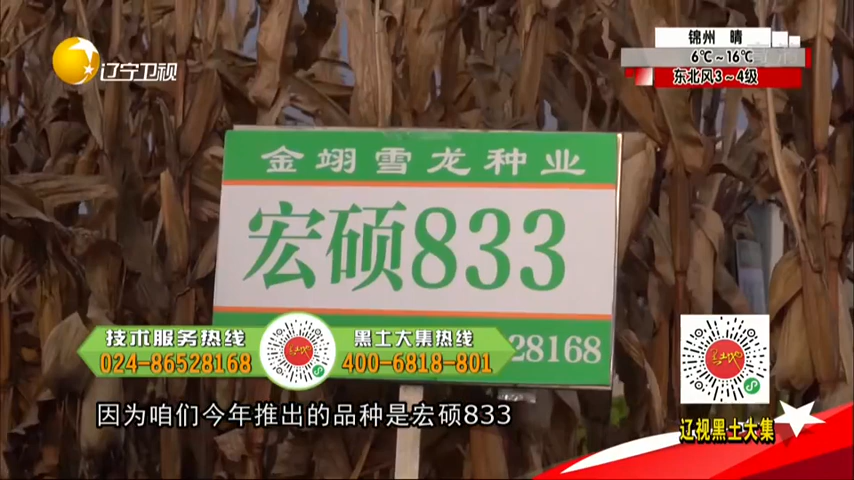 辽宁卫视
锦州 晴
6℃~16℃
东北风3~4级
金翊雪龙种业
宏硕833
28168
技术服务热线
024-86528168
黑土大集热线
400-6818-801
因为咱们今年推出的品种是宏硕833
辽视黑土大集